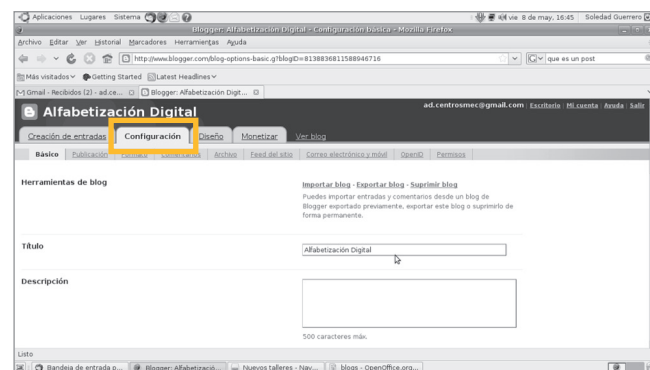 Aplicaciones Lugares Sistema vie 8 de may, 16:45 Soledad Guerrero
Blogger: Alfabetización Digital - Configuración básica - Mozilla Firefox
Archivo Editar Ver Historial Marcadores Herramientas Ayuda
http://www.blogger.com/blog-options-basic.g?blogID=8138836811588946716 que es un post
Más visitados Getting Started Latest Headlines
Gmail - Recibidos (2) - ad.ce... Blogger: Alfabetización Digit...
Alfabetización Digital ad.centrosmec@gmail.com | Escritorio | Mi cuenta | Ayuda | Salir
Creación de entradas Configuración Diseño Monetizar Ver blog
Básico Publicación Formato Comentarios Archivo Feed del sitio Correo electrónico y móvil OpenID Permisos
Herramientas de blog
Importar blog - Exportar blog - Suprimir blog
Puedes importar entradas y comentarios desde un blog de
Blogger exportado previamente, exportar este blog o suprimirlo de
forma permanente.
Título
Alfabetización Digital
Descripción
500 caracteres máx.
Listo
Bandeja de entrada p... Blogger: Alfabetizació... Nuevos talleres - Nav... blogs - OpenOffice.org...